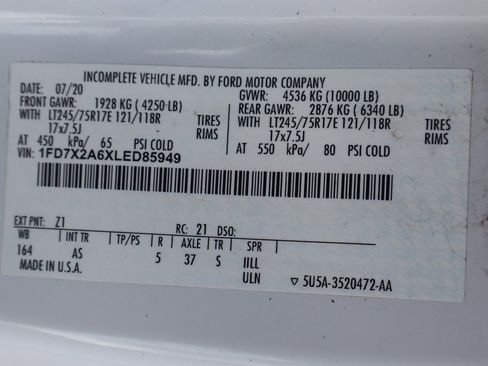 INCOMPLETE VEHICLE MFD. BY FORD MOTOR COMPANY
DATE: 07/20 GVWR: 4536 KG (10000 LB)
FRONT GAWR: 1928 KG (4250 LB) REAR GAWR: 2876 KG (6340 LB)
WITH LT245/75R17E 121/118R TIRES WITH LT245/75R17E 121/118R TIRES
17x7.5J RIMS 17x7.5J RIMS
AT 450 kPa/ 65 PSI COLD AT 550 kPa/ 80 PSI COLD
VIN: 1FD7X2A6XLED85949
EXT PNT: Z1 RC: 21 DSO:
WB INT TR TP/PS R AXLE TR SPR
164 AS 5 37 S IILL
MADE IN U.S.A. ULN
▽ 5U5A-3520472-AA